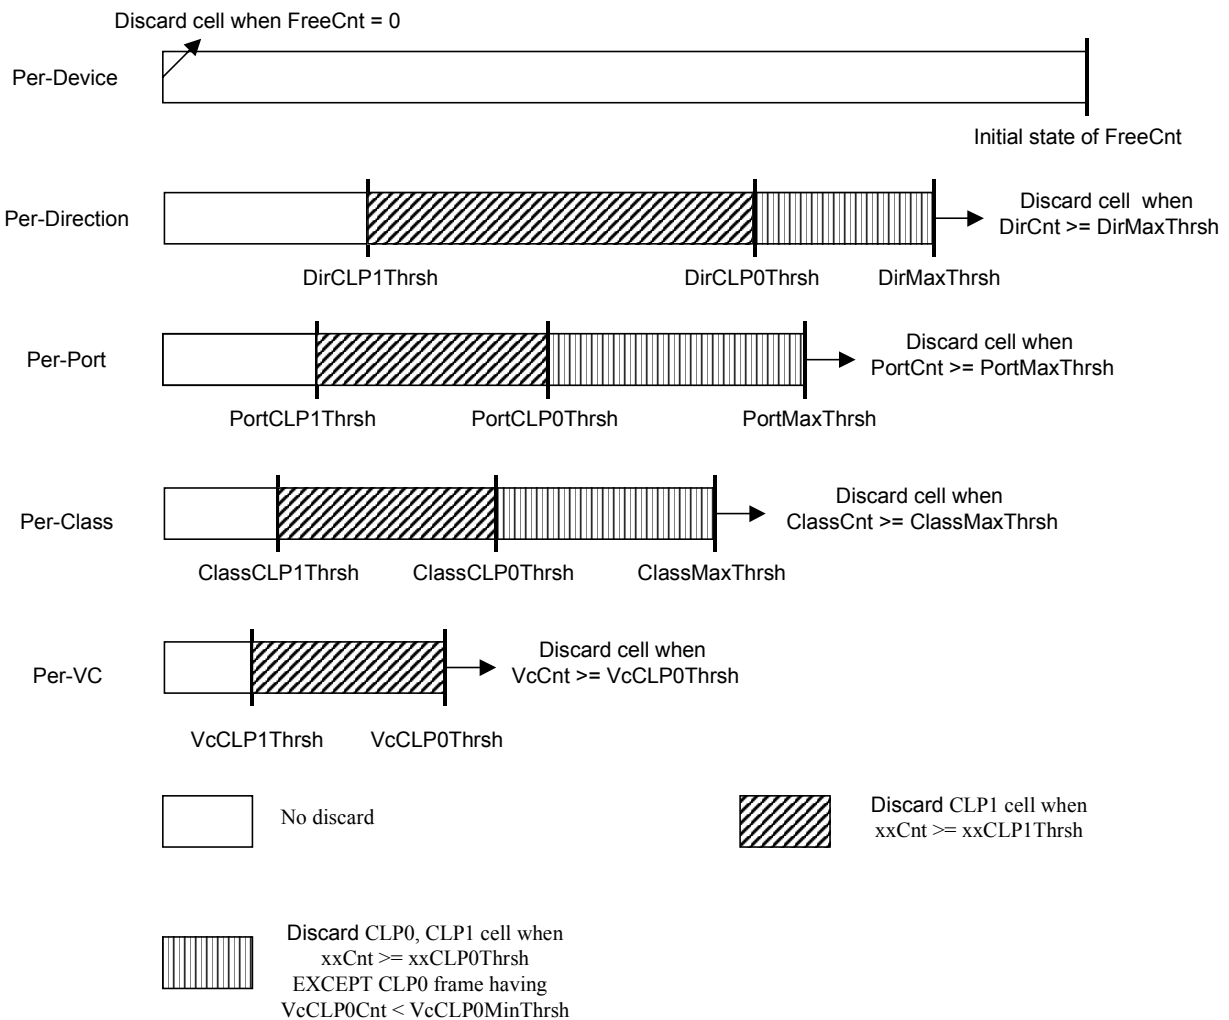 Discard cell when FreeCnt = 0
Per-Device
Initial state of FreeCnt
Per-Direction
Discard cell when
DirCnt >= DirMaxThrsh
DirCLP1Thrsh
DirCLP0Thrsh
DirMaxThrsh
Per-Port
Discard cell when
PortCnt >= PortMaxThrsh
PortCLP1Thrsh
PortCLP0Thrsh
PortMaxThrsh
Per-Class
Discard cell when
ClassCnt >= ClassMaxThrsh
ClassCLP1Thrsh
ClassCLP0Thrsh
ClassMaxThrsh
Per-VC
Discard cell when
VcCnt >= VcCLP0Thrsh
VcCLP1Thrsh
VcCLP0Thrsh
No discard
Discard CLP1 cell when
xxCnt >= xxCLP1Thrsh
Discard CLP0, CLP1 cell when
xxCnt >= xxCLP0Thrsh
EXCEPT CLP0 frame having
VcCLP0Cnt < VcCLP0MinThrsh